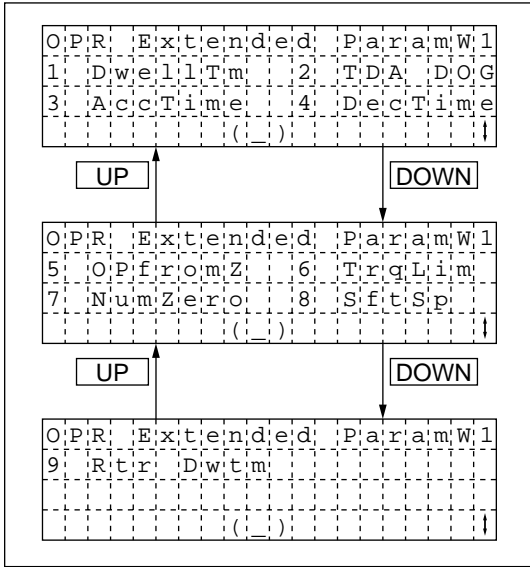 OPR Extended ParamW1
1 DwellTm 2 TDA DOG
3 AccTime 4 DecTime
(_) ↕
UP DOWN
OPR Extended ParamW1
5 OPfromZ 6 TrqLim
7 NumZero 8 SftSp
(_) ↕
UP DOWN
OPR Extended ParamW1
9 Rtr Dwtm
(_) ↕